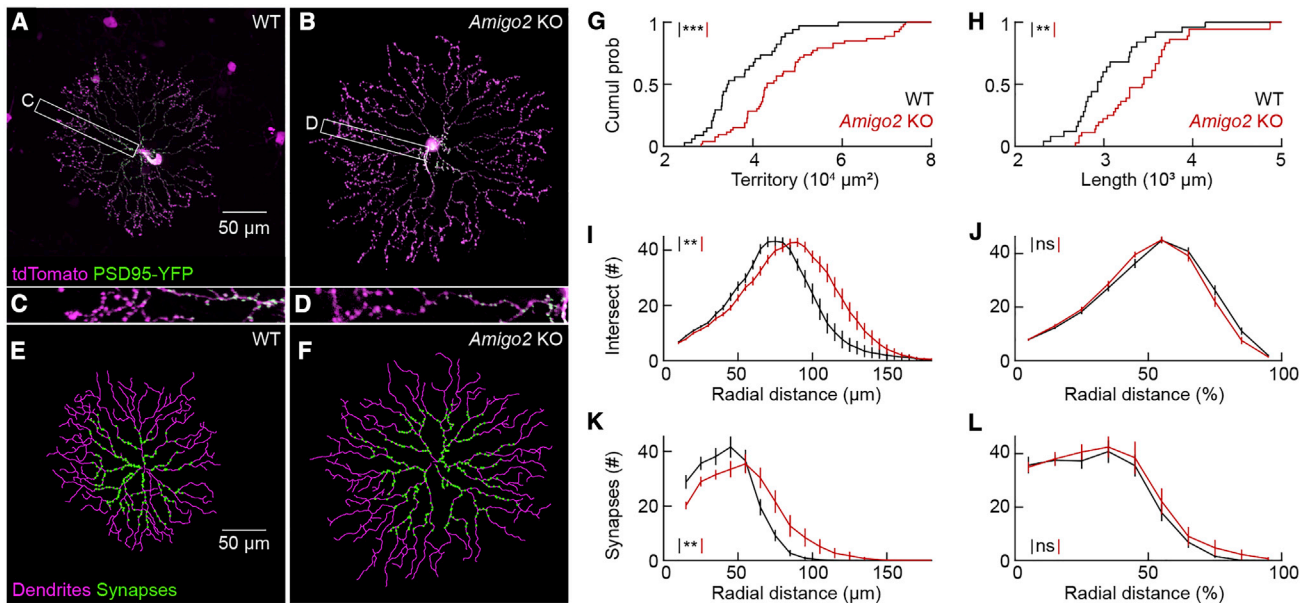 A WT
C
50 μm
tdTomato PSD95-YFP
B Amigo2 KO
D
C
D
E WT
50 μm
Dendrites Synapses
F Amigo2 KO
G
|***|
Cumul prob
1
0.5
0
WT
Amigo2 KO
2 4 6 8
Territory (10⁴ μm²)
H
|**|
1
0.5
0
WT
Amigo2 KO
2 3 4 5
Length (10³ μm)
I
|**|
Intersect (#)
40
20
0
0 50 100 150
Radial distance (μm)
J
|ns|
40
20
0
0 50 100
Radial distance (%)
K
Synapses (#)
40
20
0
|**|
0 50 100 150
Radial distance (μm)
L
40
20
0
|ns|
0 50 100
Radial distance (%)